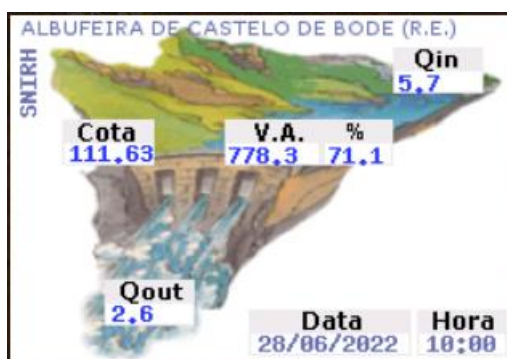 ALBUFEIRA DE CASTELO DE BODE (R.E.)
SNIRH
Qin
5.7
Cota V.A. %
111.63 778.3 71.1
Qout
2.6
Data Hora
28/06/2022 10:00